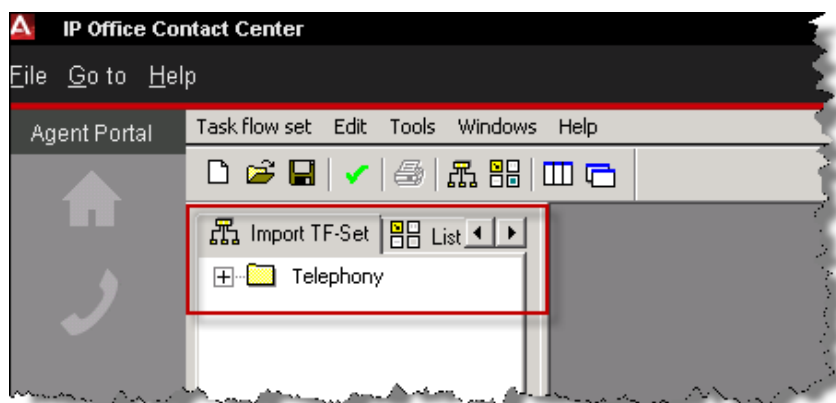 IP Office Contact Center
File Go to Help
Agent Portal
Task flow set Edit Tools Windows Help
Import TF-Set List
Telephony